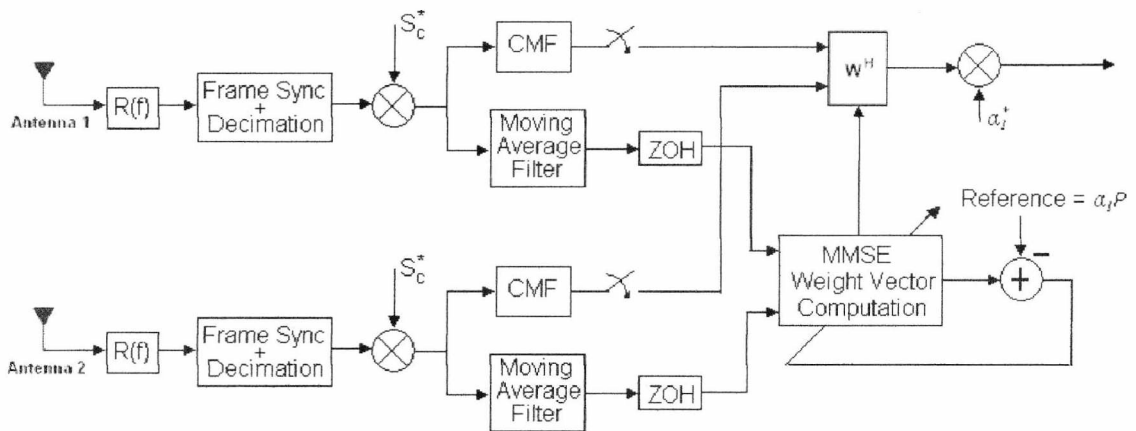 S*c
CMF
w^H
Antenna 1
R(f)
Frame Sync
+
Decimation
α*I
Moving
Average
Filter
ZOH
Reference = αIP
MMSE
Weight Vector
Computation
+
−
S*c
CMF
Antenna 2
R(f)
Frame Sync
+
Decimation
Moving
Average
Filter
ZOH